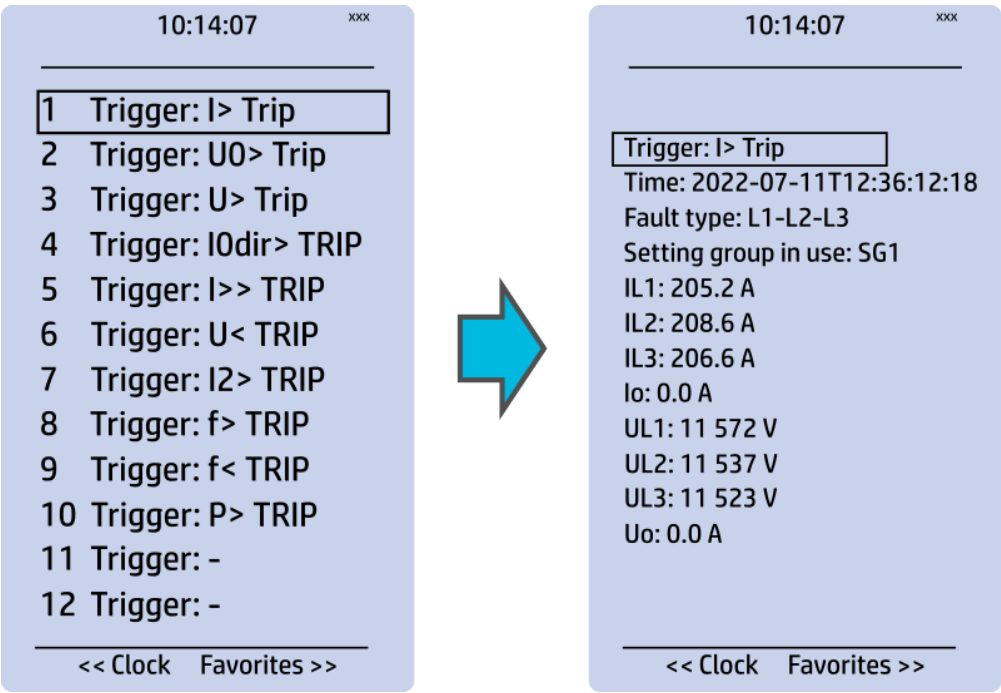 10:14:07 xxx
1 Trigger: I> Trip
2 Trigger: U0> Trip
3 Trigger: U> Trip
4 Trigger: I0dir> TRIP
5 Trigger: I>> TRIP
6 Trigger: U< TRIP
7 Trigger: I2> TRIP
8 Trigger: f> TRIP
9 Trigger: f< TRIP
10 Trigger: P> TRIP
11 Trigger: -
12 Trigger: -
<< Clock Favorites >>
10:14:07 xxx
Trigger: I> Trip
Time: 2022-07-11T12:36:12:18
Fault type: L1-L2-L3
Setting group in use: SG1
IL1: 205.2 A
IL2: 208.6 A
IL3: 206.6 A
Io: 0.0 A
UL1: 11 572 V
UL2: 11 537 V
UL3: 11 523 V
Uo: 0.0 A
<< Clock Favorites >>